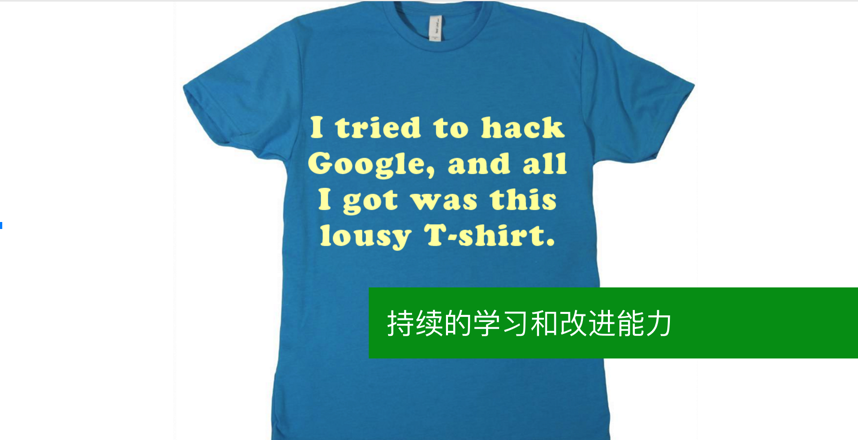 I tried to hack
Google, and all
I got was this
lousy T-shirt.
持续的学习和改进能力